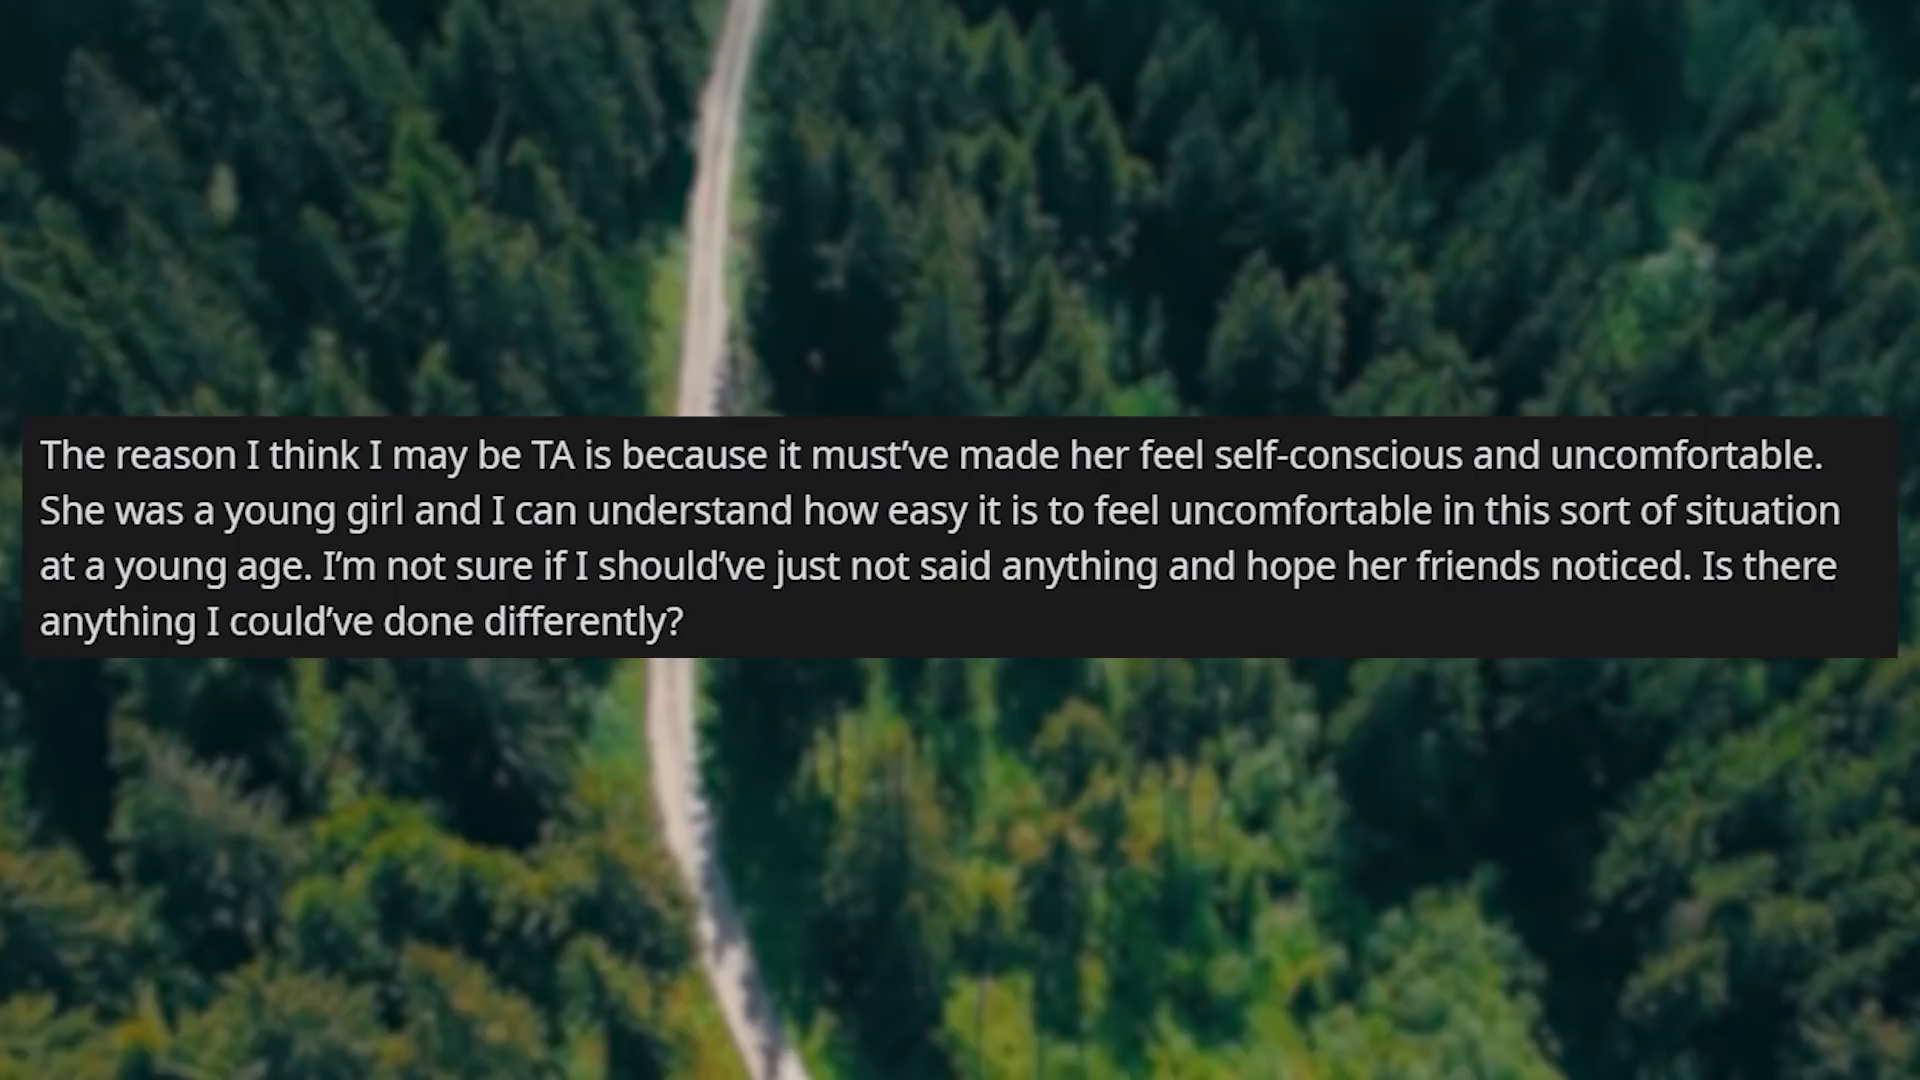 The reason I think I may be TA is because it must’ve made her feel self-conscious and uncomfortable.
She was a young girl and I can understand how easy it is to feel uncomfortable in this sort of situation
at a young age. I’m not sure if I should’ve just not said anything and hope her friends noticed. Is there
anything I could’ve done differently?